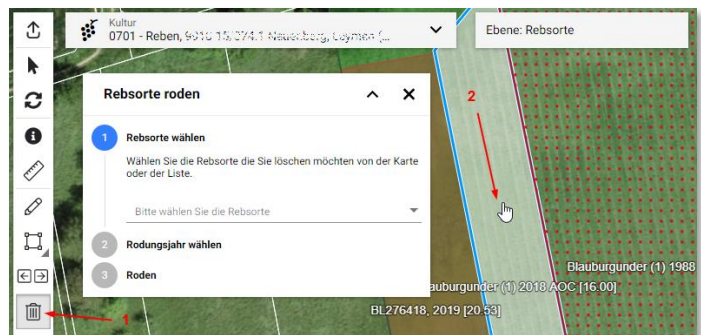 Kultur
0701 - Reben,
Ebene: Rebsorte
Rebsorte roden
2
1
Rebsorte wählen
Wählen Sie die Rebsorte die Sie löschen möchten von der Karte
oder der Liste.
Bitte wählen Sie die Rebsorte
2
Rodungsjahr wählen
3
Roden
Blauburgunder (1) 1988
auburgunder (1) 2018 AOC [16.00]
BL276418, 2019 [20.53]
1